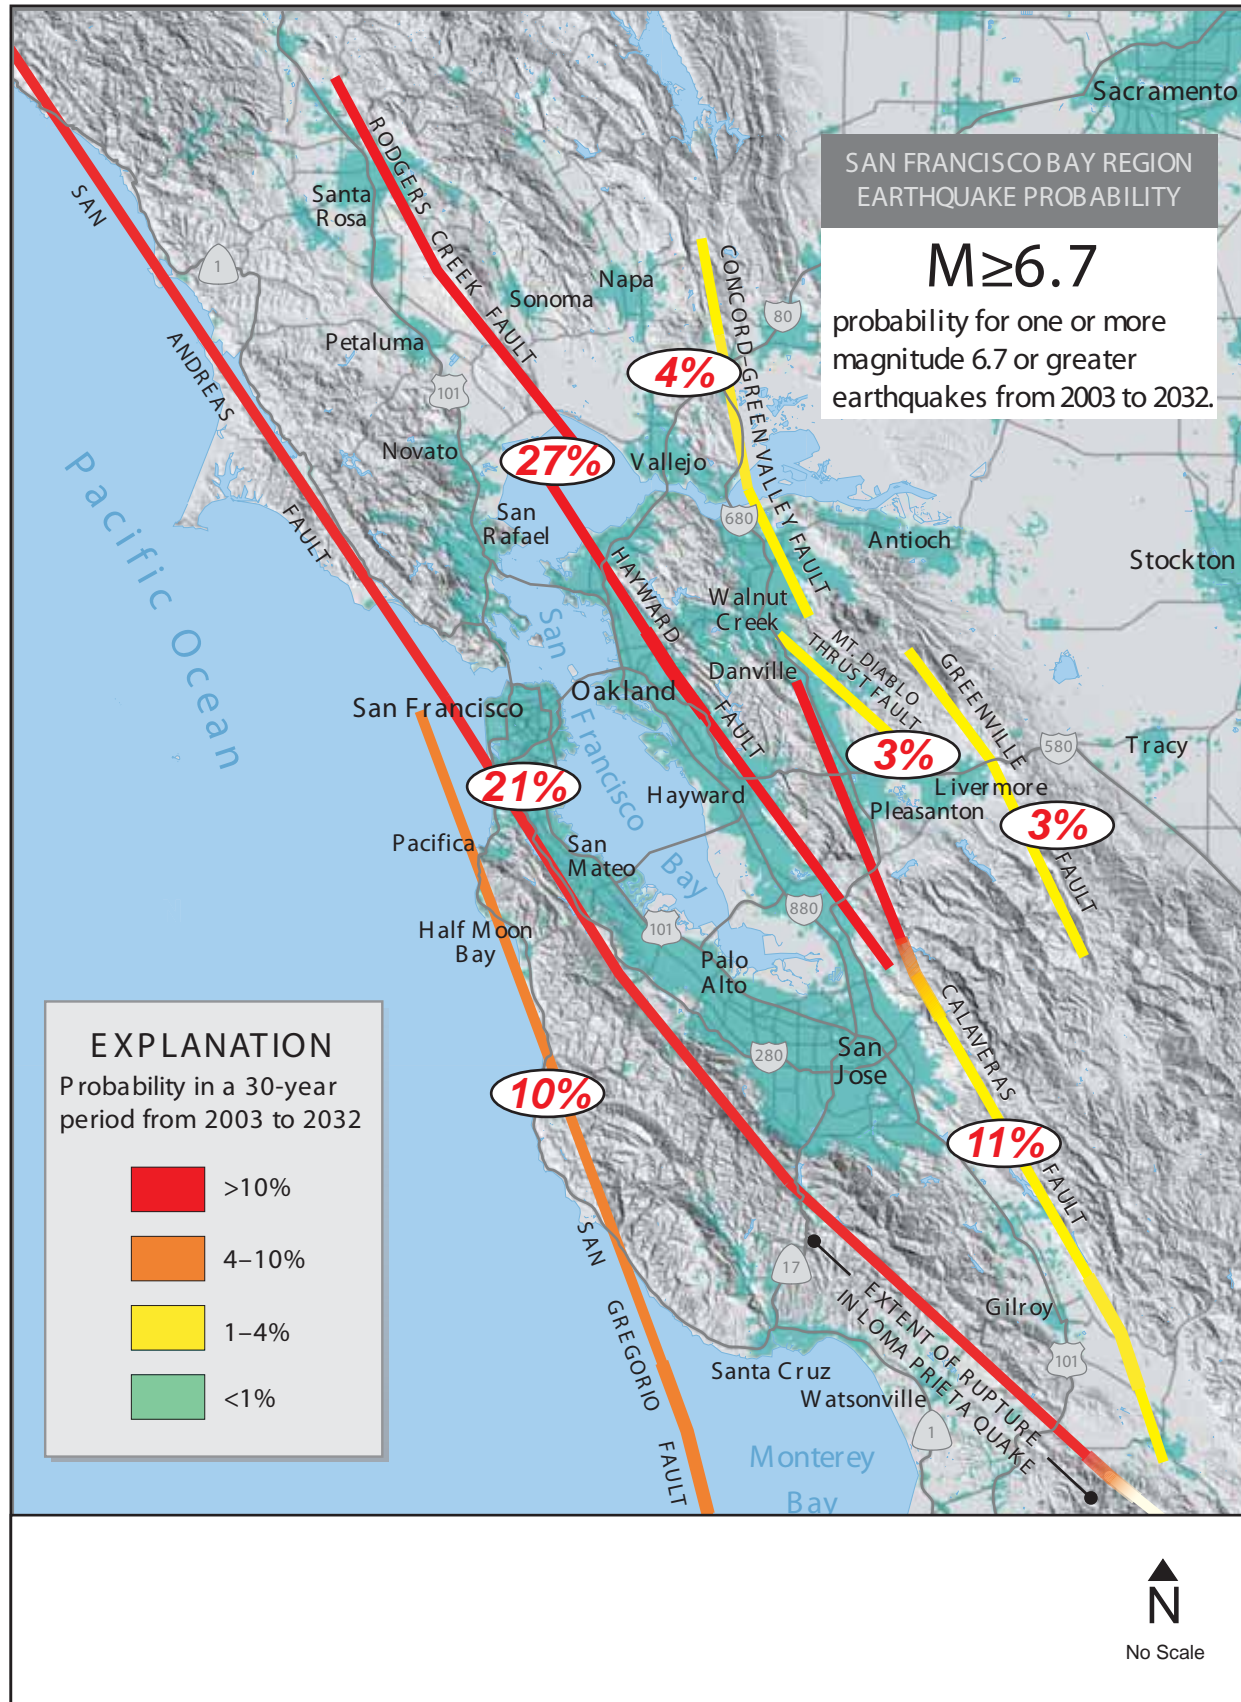 Sacramento
SAN FRANCISCO BAY REGION
EARTHQUAKE PROBABILITY
M≥6.7
probability for one or more
magnitude 6.7 or greater
earthquakes from 2003 to 2032.
RODGERS CREEK FAULT
SAN ANDREAS FAULT
Santa
Rosa
1
Napa
Sonoma
CONCORD–GREEN VALLEY FAULT
80
Petaluma
4%
101
Novato
27%
Vallejo
San
Rafael
680
Antioch
Stockton
Pacific Ocean
HAYWARD FAULT
Walnut
Creek
MT. DIABLO
THRUST FAULT
GREENVILLE FAULT
Danville
San Francisco Bay
Oakland
San Francisco
3%
580
Tracy
21%
Hayward
Livermore
Pleasanton
3%
Pacifica
San
Mateo
880
101
Half Moon
Bay
Palo
Alto
CALAVERAS FAULT
280
San
Jose
10%
11%
SAN GREGORIO FAULT
17
EXTENT OF RUPTURE
IN LOMA PRIETA QUAKE
Gilroy
101
Santa Cruz
Watsonville
1
Monterey
Bay
EXPLANATION
Probability in a 30-year
period from 2003 to 2032
>10%
4–10%
1–4%
<1%
N
No Scale